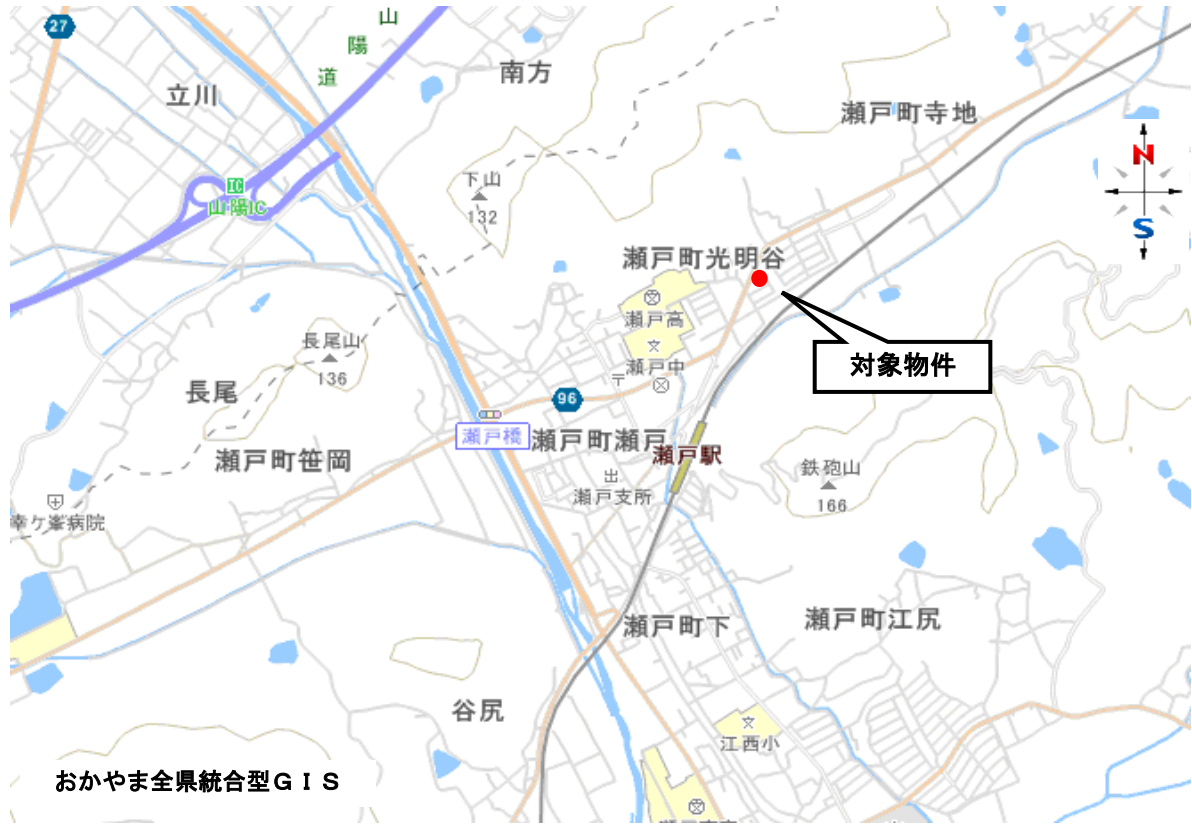 27
山
陽
道
立川
南方
瀬戸町寺地
N
S
IC
山陽IC
下山
132
瀬戸町光明谷
瀬戸高
瀬戸中
対象物件
長尾山
136
長尾
96
瀬戸橋
瀬戸町瀬戸
瀬戸駅
瀬戸町笹岡
出
瀬戸支所
鉄砲山
166
幸ケ峯病院
瀬戸町下
瀬戸町江尻
谷尻
江西小
おかやま全県統合型GIS